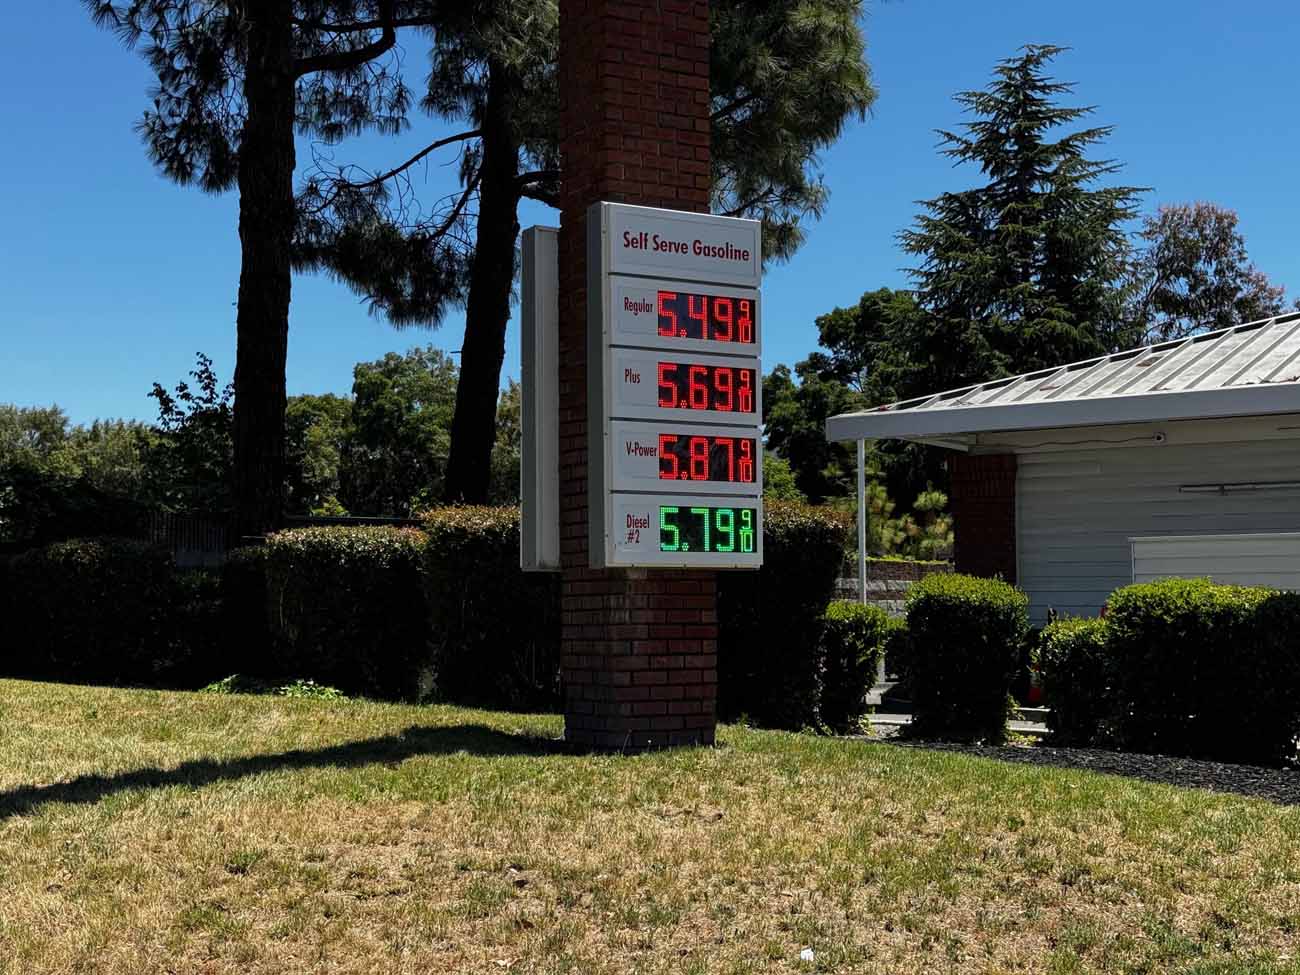 Self Serve Gasoline
Regular 5.49 9/10
Plus 5.69 9/10
V-Power 5.87 9/10
Diesel
#2 5.79 9/10